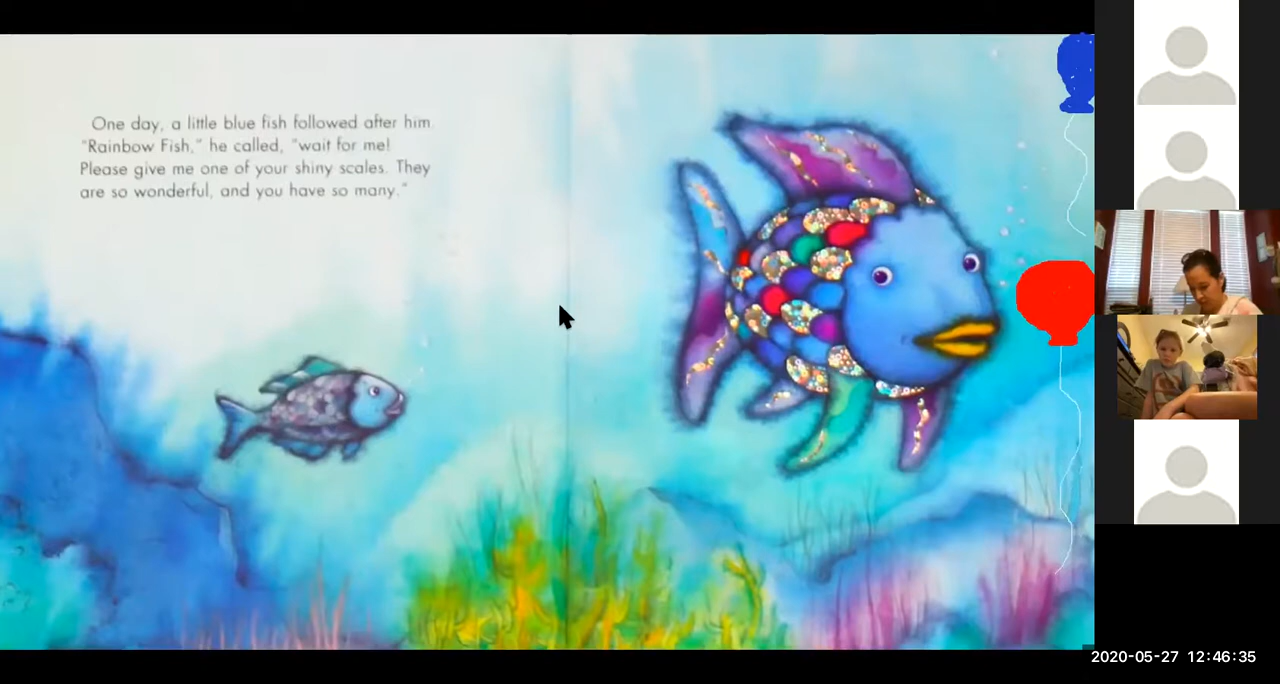 One day, a little blue fish followed after him.
"Rainbow Fish," he called, "wait for me!
Please give me one of your shiny scales. They
are so wonderful, and you have so many."
2020-05-27 12:46:35